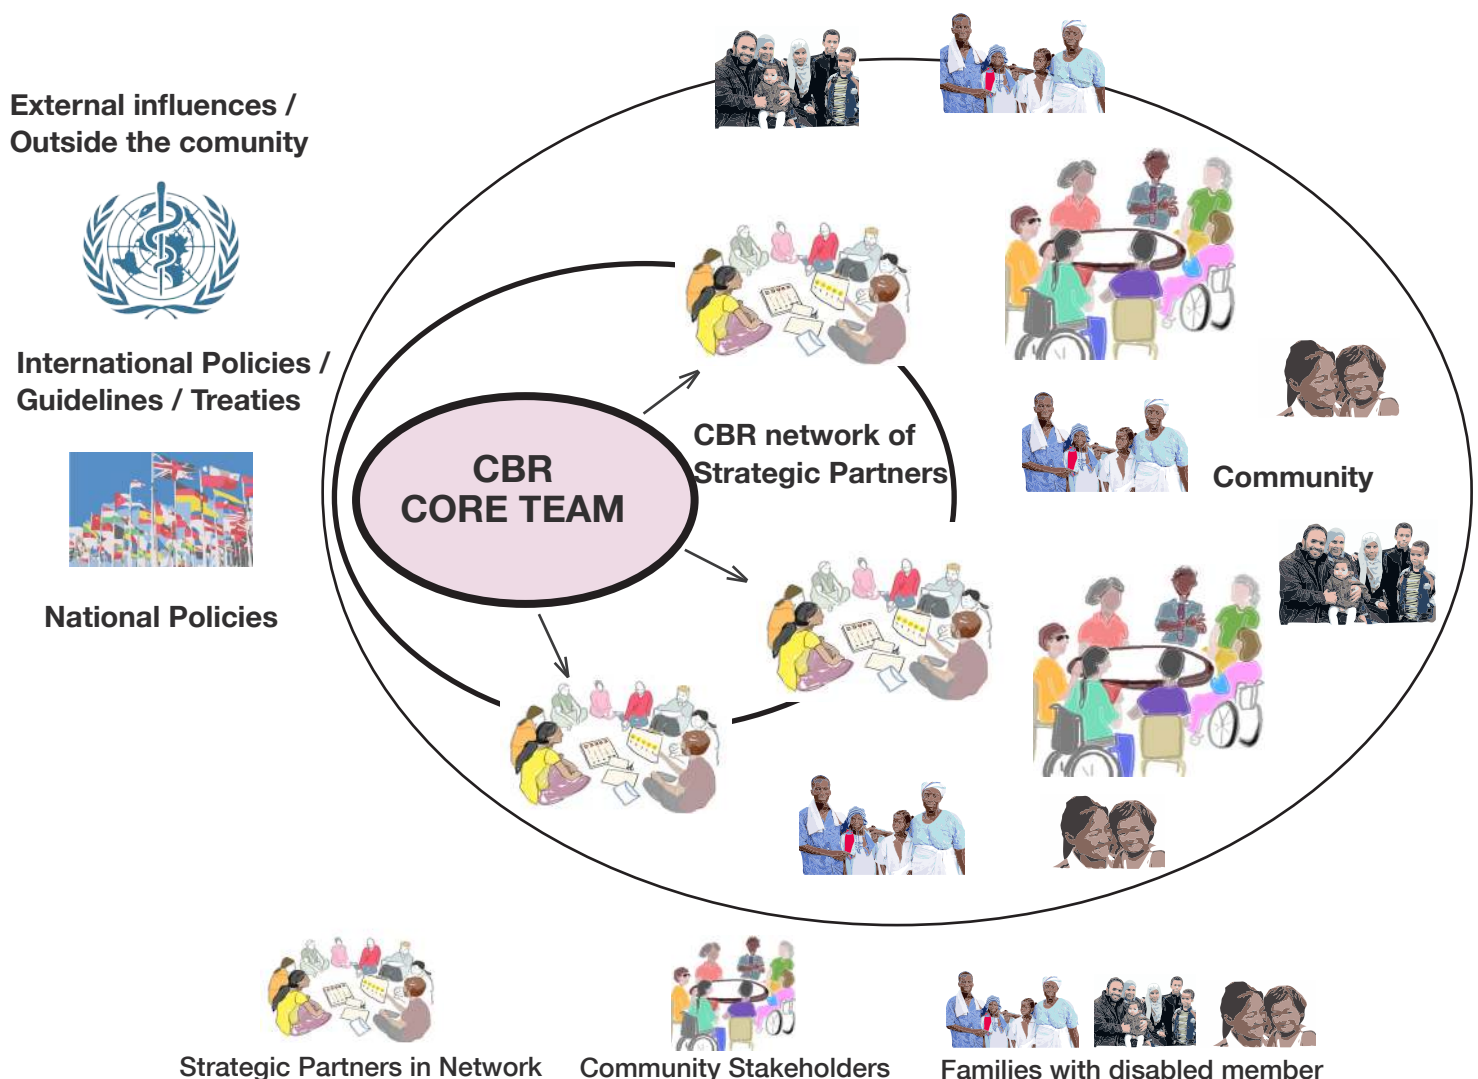 External influences /
Outside the comunity
International Policies /
Guidelines / Treaties
National Policies
CBR
CORE TEAM
CBR network of
Strategic Partners
Community
Strategic Partners in Network
Community Stakeholders
Families with disabled member